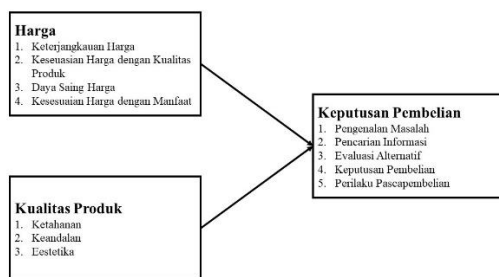 Harga
1. Keterjangkauan Harga
2. Keseuasian Harga dengan Kualitas
Produk
3. Daya Saing Harga
4. Kesesuaian Harga dengan Manfaat
Keputusan Pembelian
1. Pengenalan Masalah
2. Pencarian Informasi
3. Evaluasi Alternatif
4. Keputusan Pembelian
5. Perilaku Pascapembelian
Kualitas Produk
1. Ketahanan
2. Keandalan
3. Eestetika